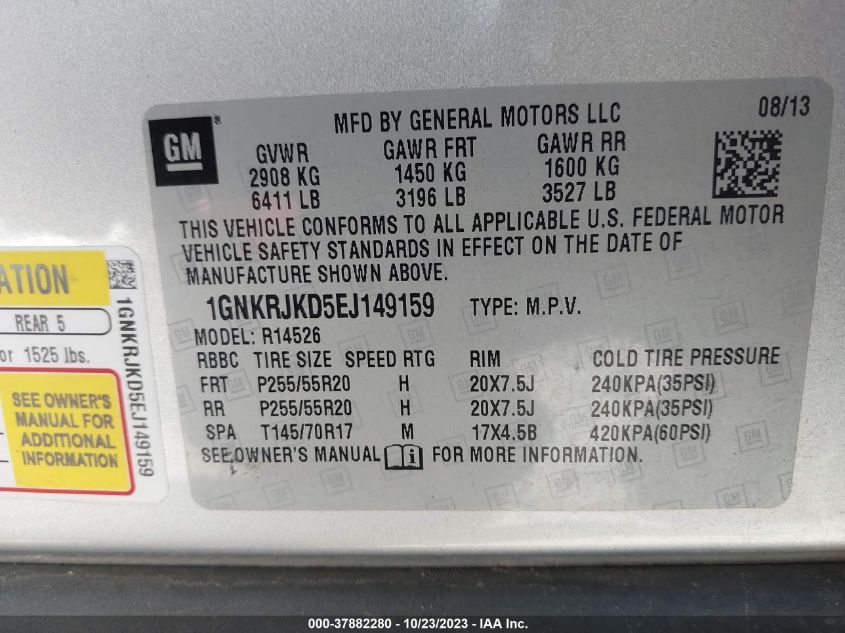 GM
MFD BY GENERAL MOTORS LLC
08/13
GVWR GAWR FRT GAWR RR
2908 KG 1450 KG 1600 KG
6411 LB 3196 LB 3527 LB
THIS VEHICLE CONFORMS TO ALL APPLICABLE U.S. FEDERAL MOTOR
VEHICLE SAFETY STANDARDS IN EFFECT ON THE DATE OF
MANUFACTURE SHOWN ABOVE.
1GNKRJKD5EJ149159 TYPE: M.P.V.
MODEL: R14526
RBBC TIRE SIZE SPEED RTG RIM COLD TIRE PRESSURE
FRT P255/55R20 H 20X7.5J 240KPA(35PSI)
RR P255/55R20 H 20X7.5J 240KPA(35PSI)
SPA T145/70R17 M 17X4.5B 420KPA(60PSI)
SEE OWNER'S MANUAL i FOR MORE INFORMATION.
ATION
REAR 5
or 1525 lbs.
SEE OWNER'S
MANUAL FOR
ADDITIONAL
INFORMATION
1GNKRJKD5EJ149159
000-37882280 - 10/23/2023 - IAA Inc.